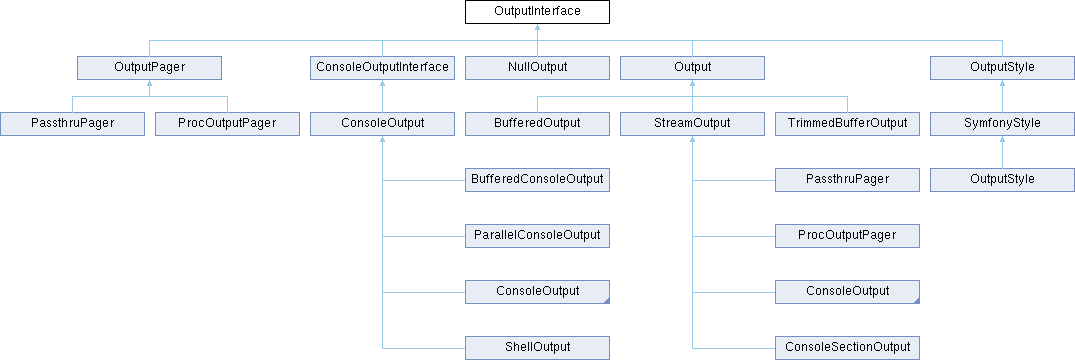 OutputInterface
OutputPager ConsoleOutputInterface NullOutput Output OutputStyle
PassthruPager ProcOutputPager ConsoleOutput BufferedOutput StreamOutput TrimmedBufferOutput SymfonyStyle
BufferedConsoleOutput PassthruPager OutputStyle
ParallelConsoleOutput ProcOutputPager
ConsoleOutput ConsoleOutput
ShellOutput ConsoleSectionOutput